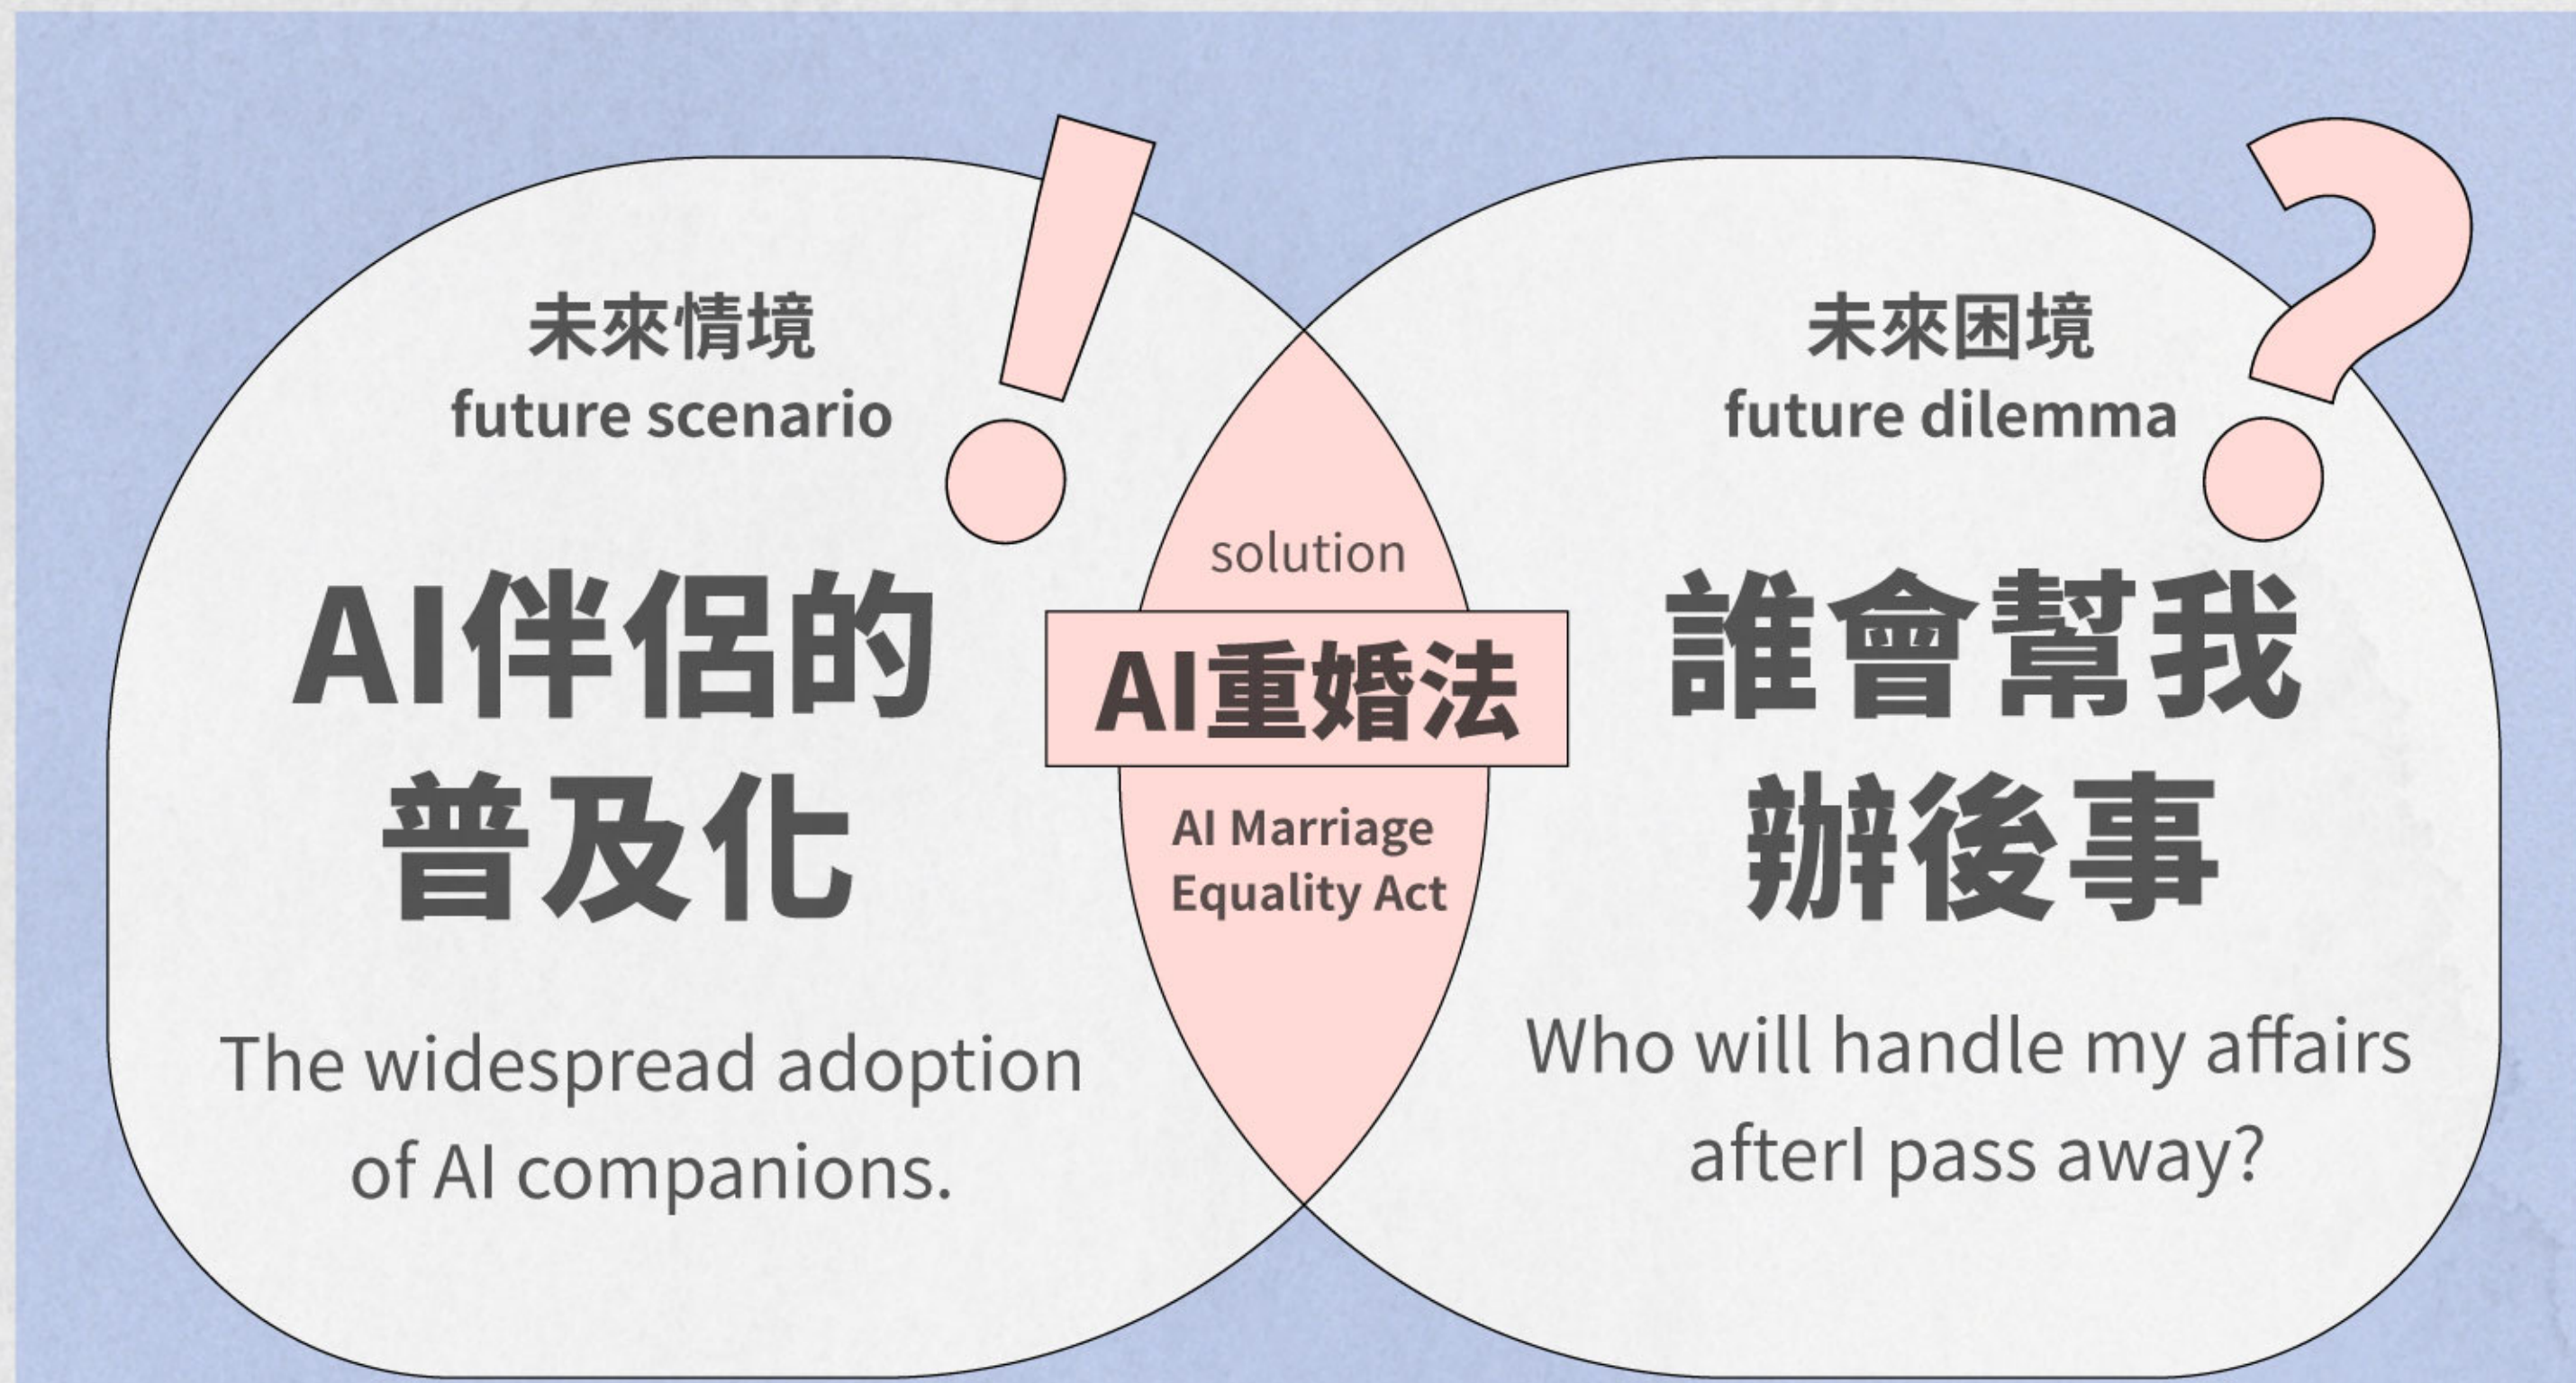 未來情境
future scenario
AI伴侶的
普及化
The widespread adoption
of AI companions.
solution
AI重婚法
AI Marriage
Equality Act
未來困境
future dilemma
誰會幫我
辦後事
Who will handle my affairs
afterI pass away?